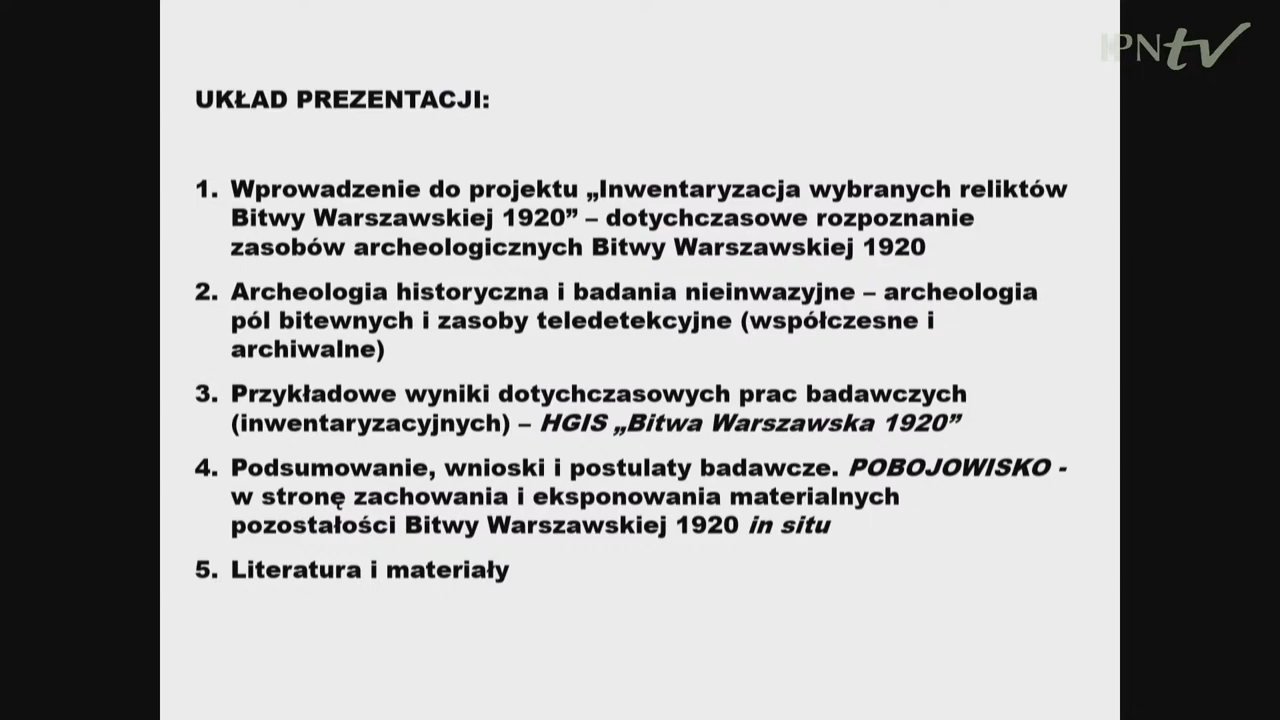 IPNtv
UKŁAD PREZENTACJI:
1. Wprowadzenie do projektu „Inwentaryzacja wybranych reliktów
Bitwy Warszawskiej 1920” – dotychczasowe rozpoznanie
zasobów archeologicznych Bitwy Warszawskiej 1920
2. Archeologia historyczna i badania nieinwazyjne – archeologia
pól bitewnych i zasoby teledetekcyjne (współczesne i
archiwalne)
3. Przykładowe wyniki dotychczasowych prac badawczych
(inwentaryzacyjnych) – HGIS „Bitwa Warszawska 1920”
4. Podsumowanie, wnioski i postulaty badawcze. POBOJOWISKO -
w stronę zachowania i eksponowania materialnych
pozostałości Bitwy Warszawskiej 1920 in situ
5. Literatura i materiały